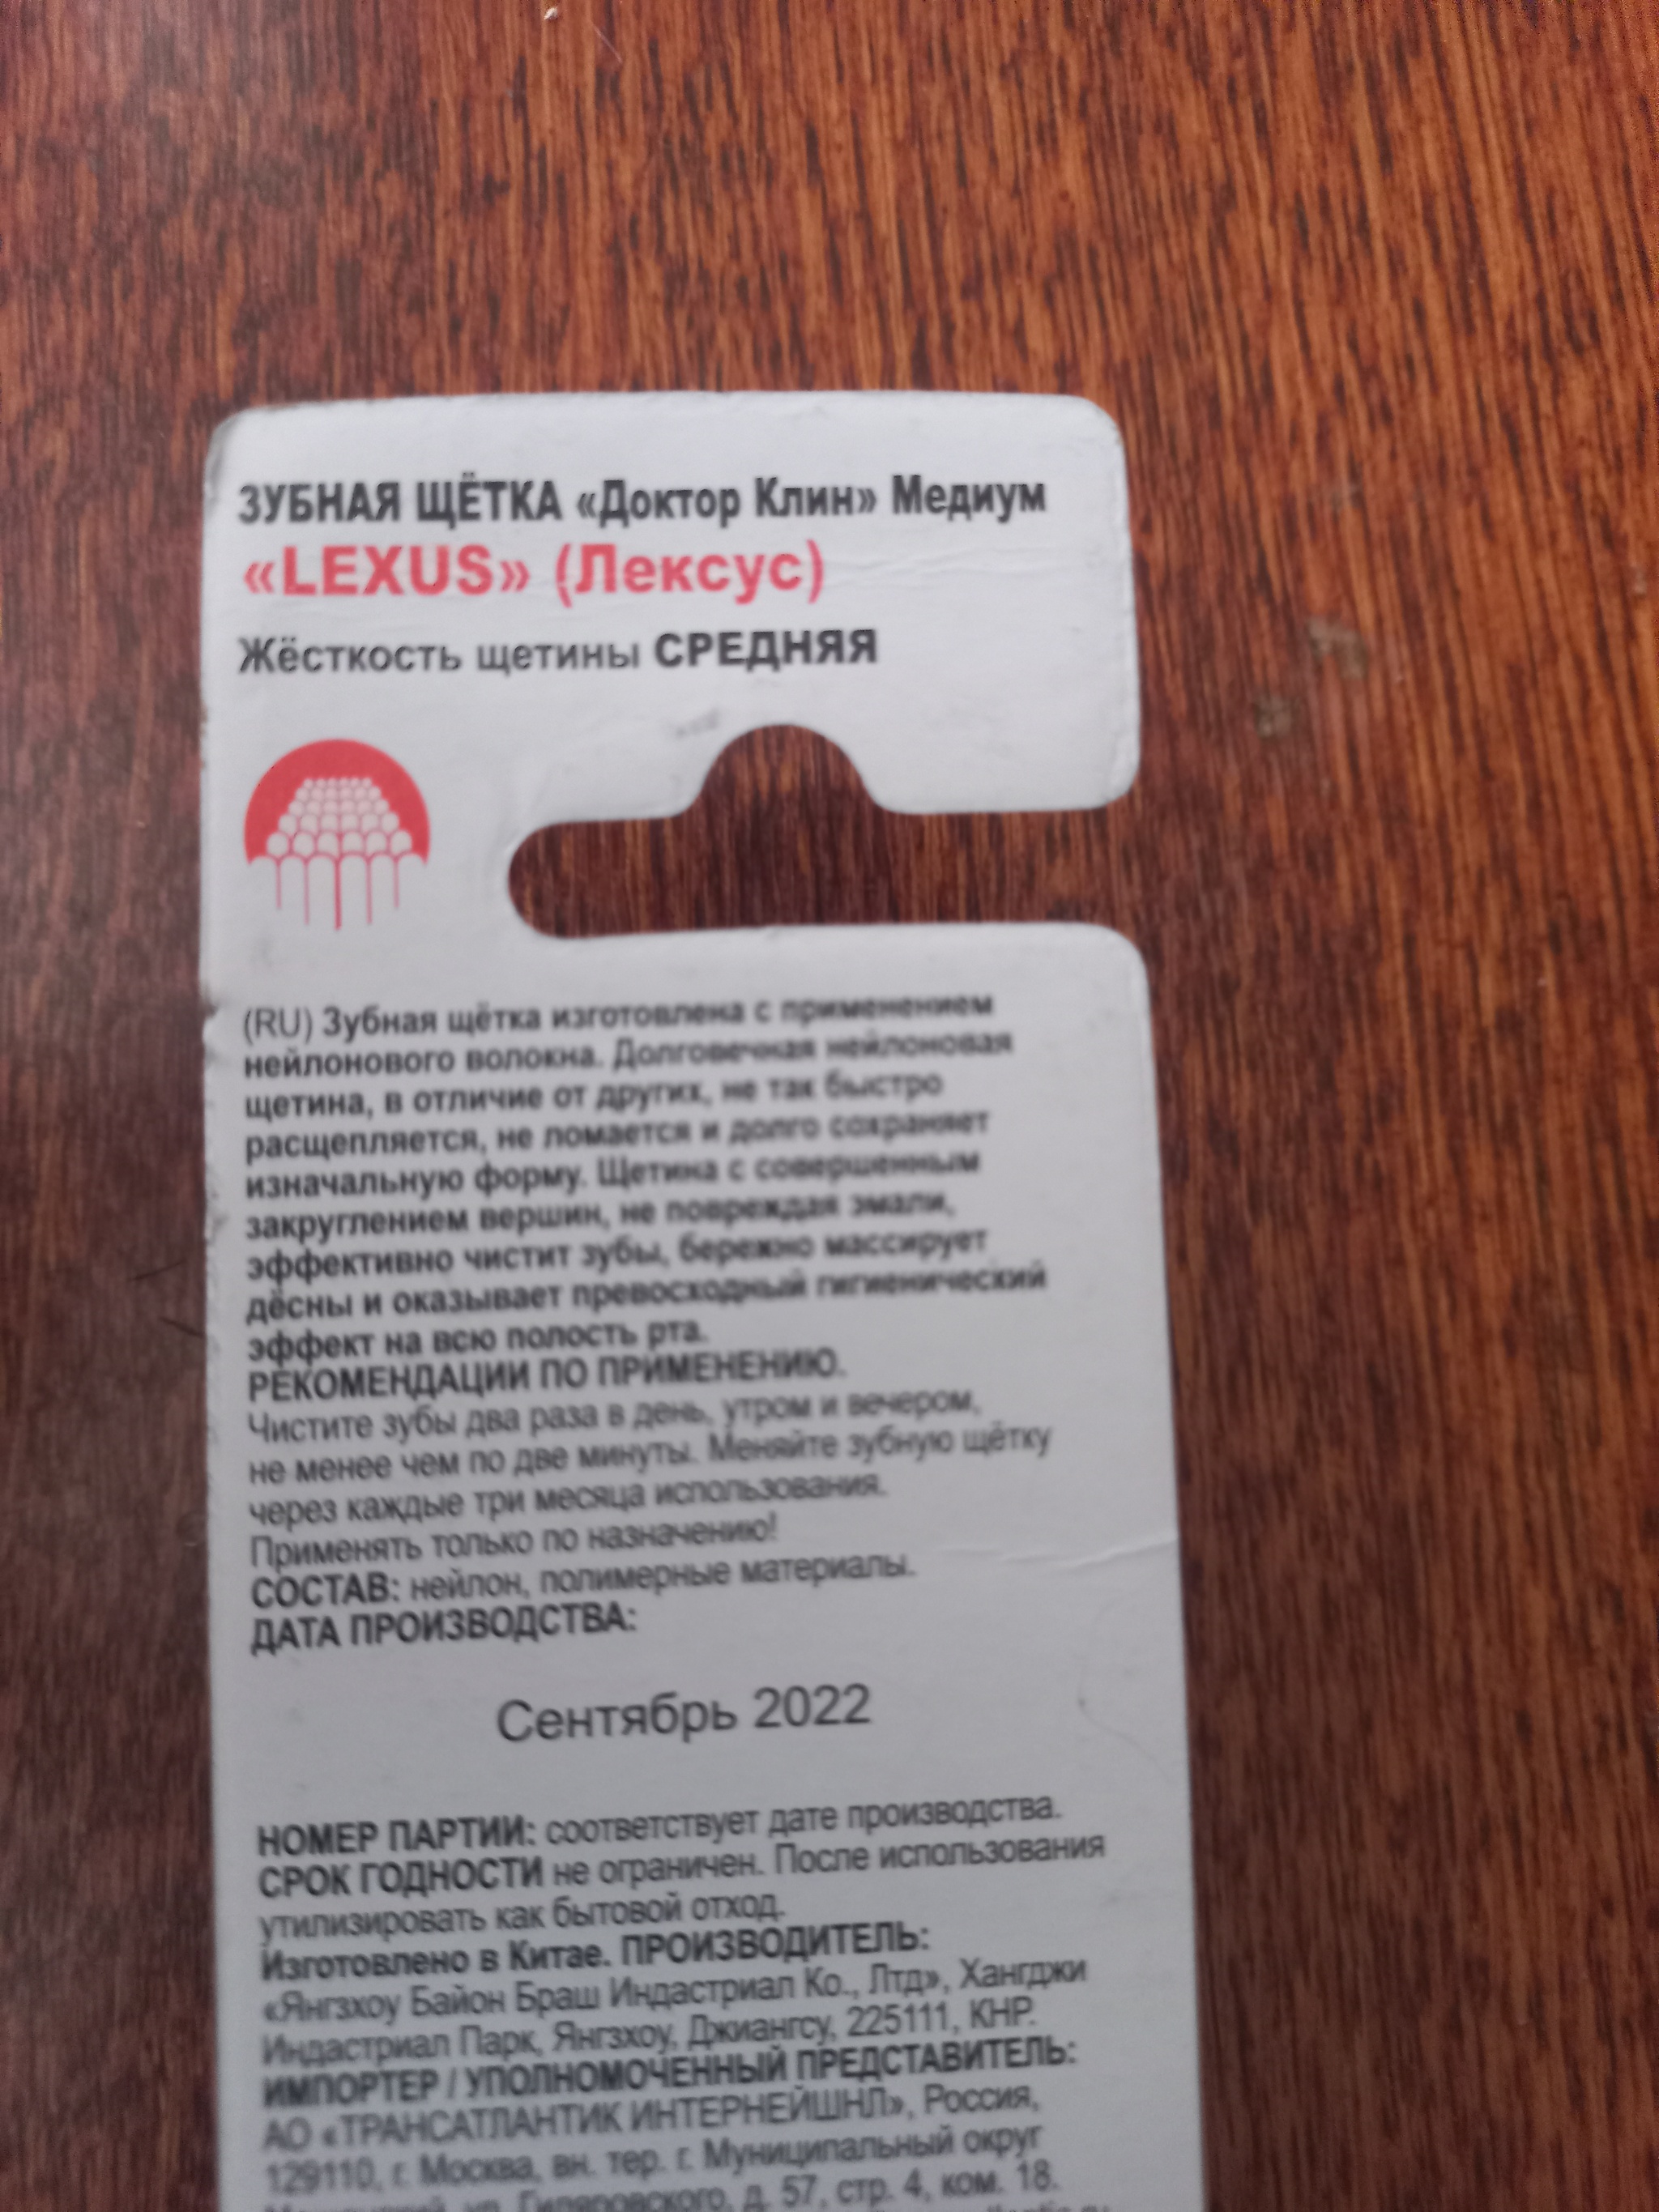 ЗУБНАЯ ЩЁТКА «Доктор Клин» Медиум
«LEXUS» (Лексус)
Жёсткость щетины СРЕДНЯЯ
(RU) Зубная щётка изготовлена с применением
нейлонового волокна. Долговечная нейлоновая
щетина, в отличие от других, не так быстро
расщепляется, не ломается и долго сохраняет
изначальную форму. Щетина с совершенным
закруглением вершин, не повреждая эмали,
эффективно чистит зубы, бережно массирует
дёсны и оказывает превосходный гигиенический
эффект на всю полость рта.
РЕКОМЕНДАЦИИ ПО ПРИМЕНЕНИЮ.
Чистите зубы два раза в день, утром и вечером,
не менее чем по две минуты. Меняйте зубную щётку
через каждые три месяца использования.
Применять только по назначению!
СОСТАВ: нейлон, полимерные материалы.
ДАТА ПРОИЗВОДСТВА:
Сентябрь 2022
НОМЕР ПАРТИИ: соответствует дате производства.
СРОК ГОДНОСТИ не ограничен. После использования
утилизировать как бытовой отход.
Изготовлено в Китае. ПРОИЗВОДИТЕЛЬ:
«Янгзхоу Байон Браш Индастриал Ко., Лтд», Хангджи
Индастриал Парк, Янгзхоу, Джиангсу, 225111, КНР.
ИМПОРТЕР / УПОЛНОМОЧЕННЫЙ ПРЕДСТАВИТЕЛЬ:
АО «ТРАНСАТЛАНТИК ИНТЕРНЕЙШНЛ», Россия,
129110, г. Москва, вн. тер. г. Муниципальный округ
ул. Гиляровского, д. 57, стр. 4, ком. 18.